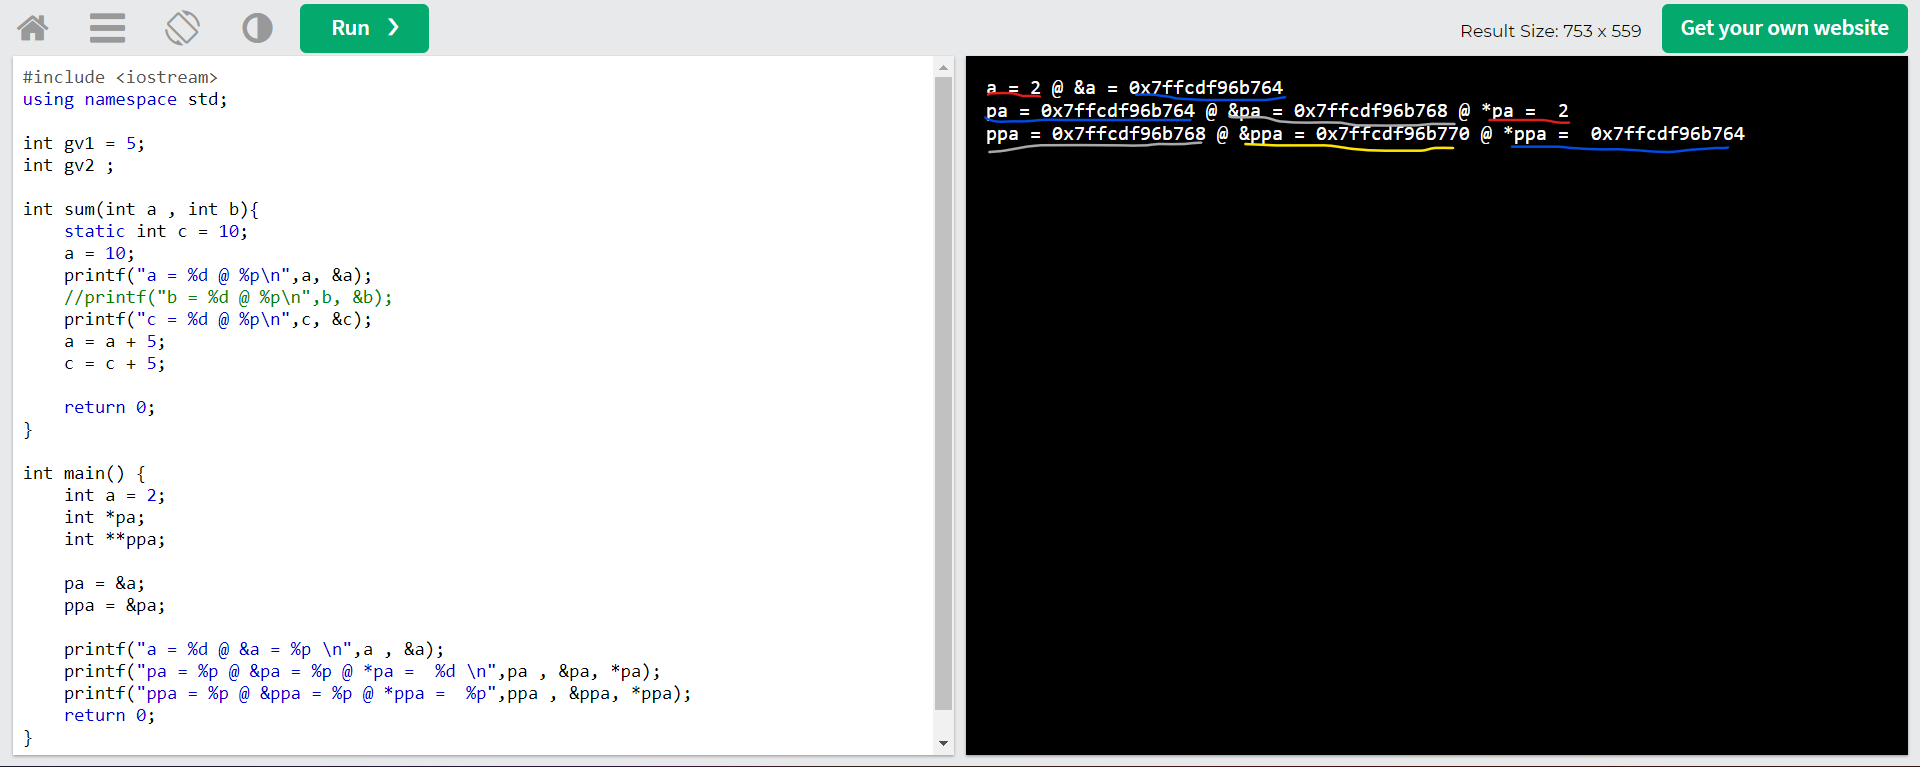 Run ❯
Result Size: 753 x 559
Get your own website
#include <iostream>
using namespace std;

int gv1 = 5;
int gv2 ;

int sum(int a , int b){
    static int c = 10;
    a = 10;
    printf("a = %d @ %p\n",a, &a);
    //printf("b = %d @ %p\n",b, &b);
    printf("c = %d @ %p\n",c, &c);
    a = a + 5;
    c = c + 5;

    return 0;
}

int main() {
    int a = 2;
    int *pa;
    int **ppa;

    pa = &a;
    ppa = &pa;

    printf("a = %d @ &a = %p \n",a , &a);
    printf("pa = %p @ &pa = %p @ *pa =  %d \n",pa , &pa, *pa);
    printf("ppa = %p @ &ppa = %p @ *ppa =  %p",ppa , &ppa, *ppa);
    return 0;
}
a = 2 @ &a = 0x7ffcdf96b764
pa = 0x7ffcdf96b764 @ &pa = 0x7ffcdf96b768 @ *pa =  2
ppa = 0x7ffcdf96b768 @ &ppa = 0x7ffcdf96b770 @ *ppa =  0x7ffcdf96b764